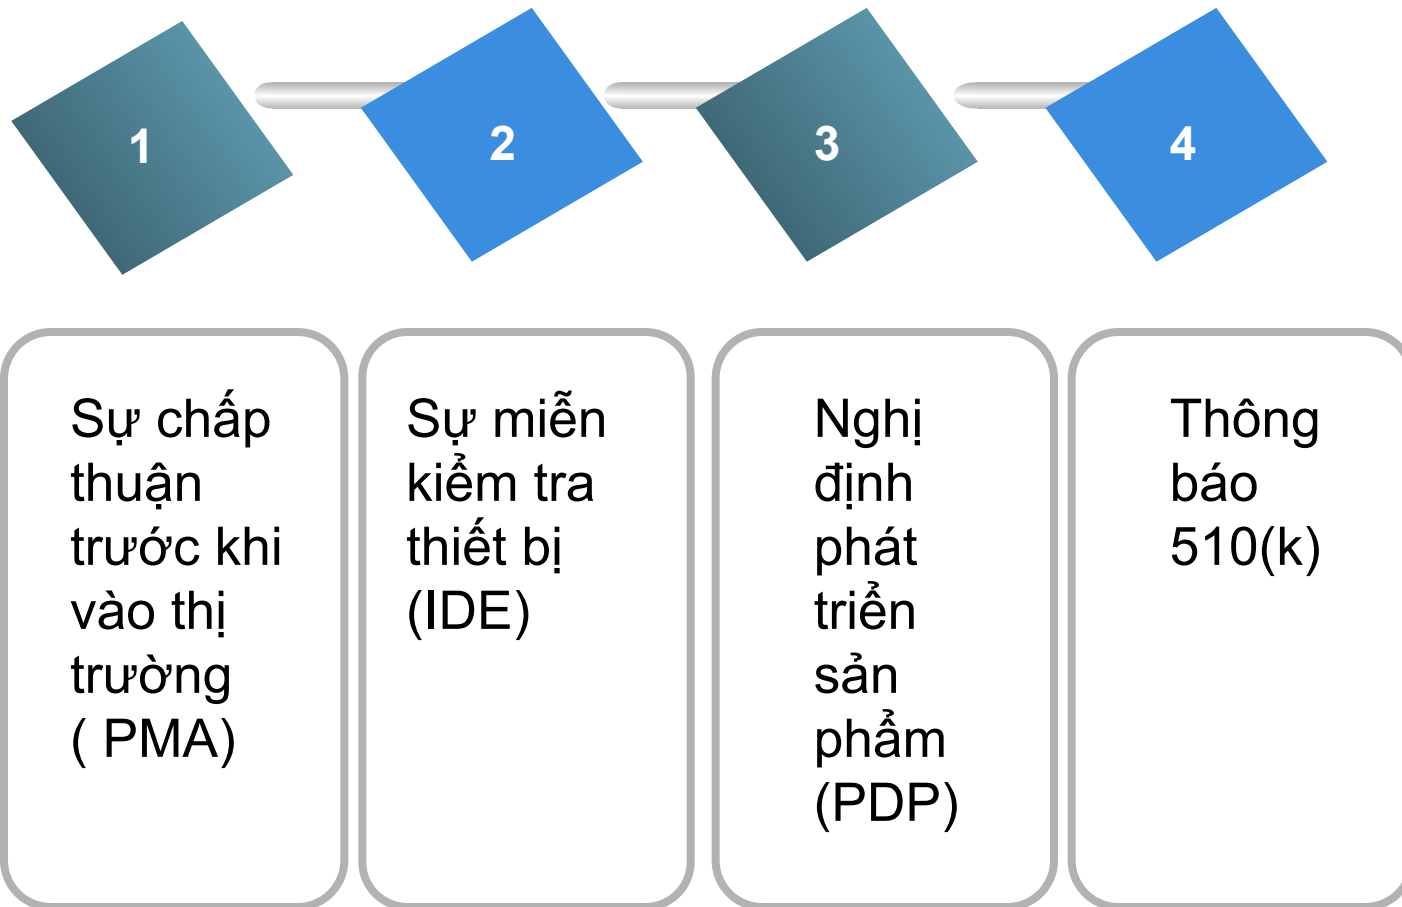 1
2
3
4
Sự chấp
thuận
trước khi
vào thị
trường
( PMA)
Sự miễn
kiểm tra
thiết bị
(IDE)
Nghị
định
phát
triển
sản
phẩm
(PDP)
Thông
báo
510(k)